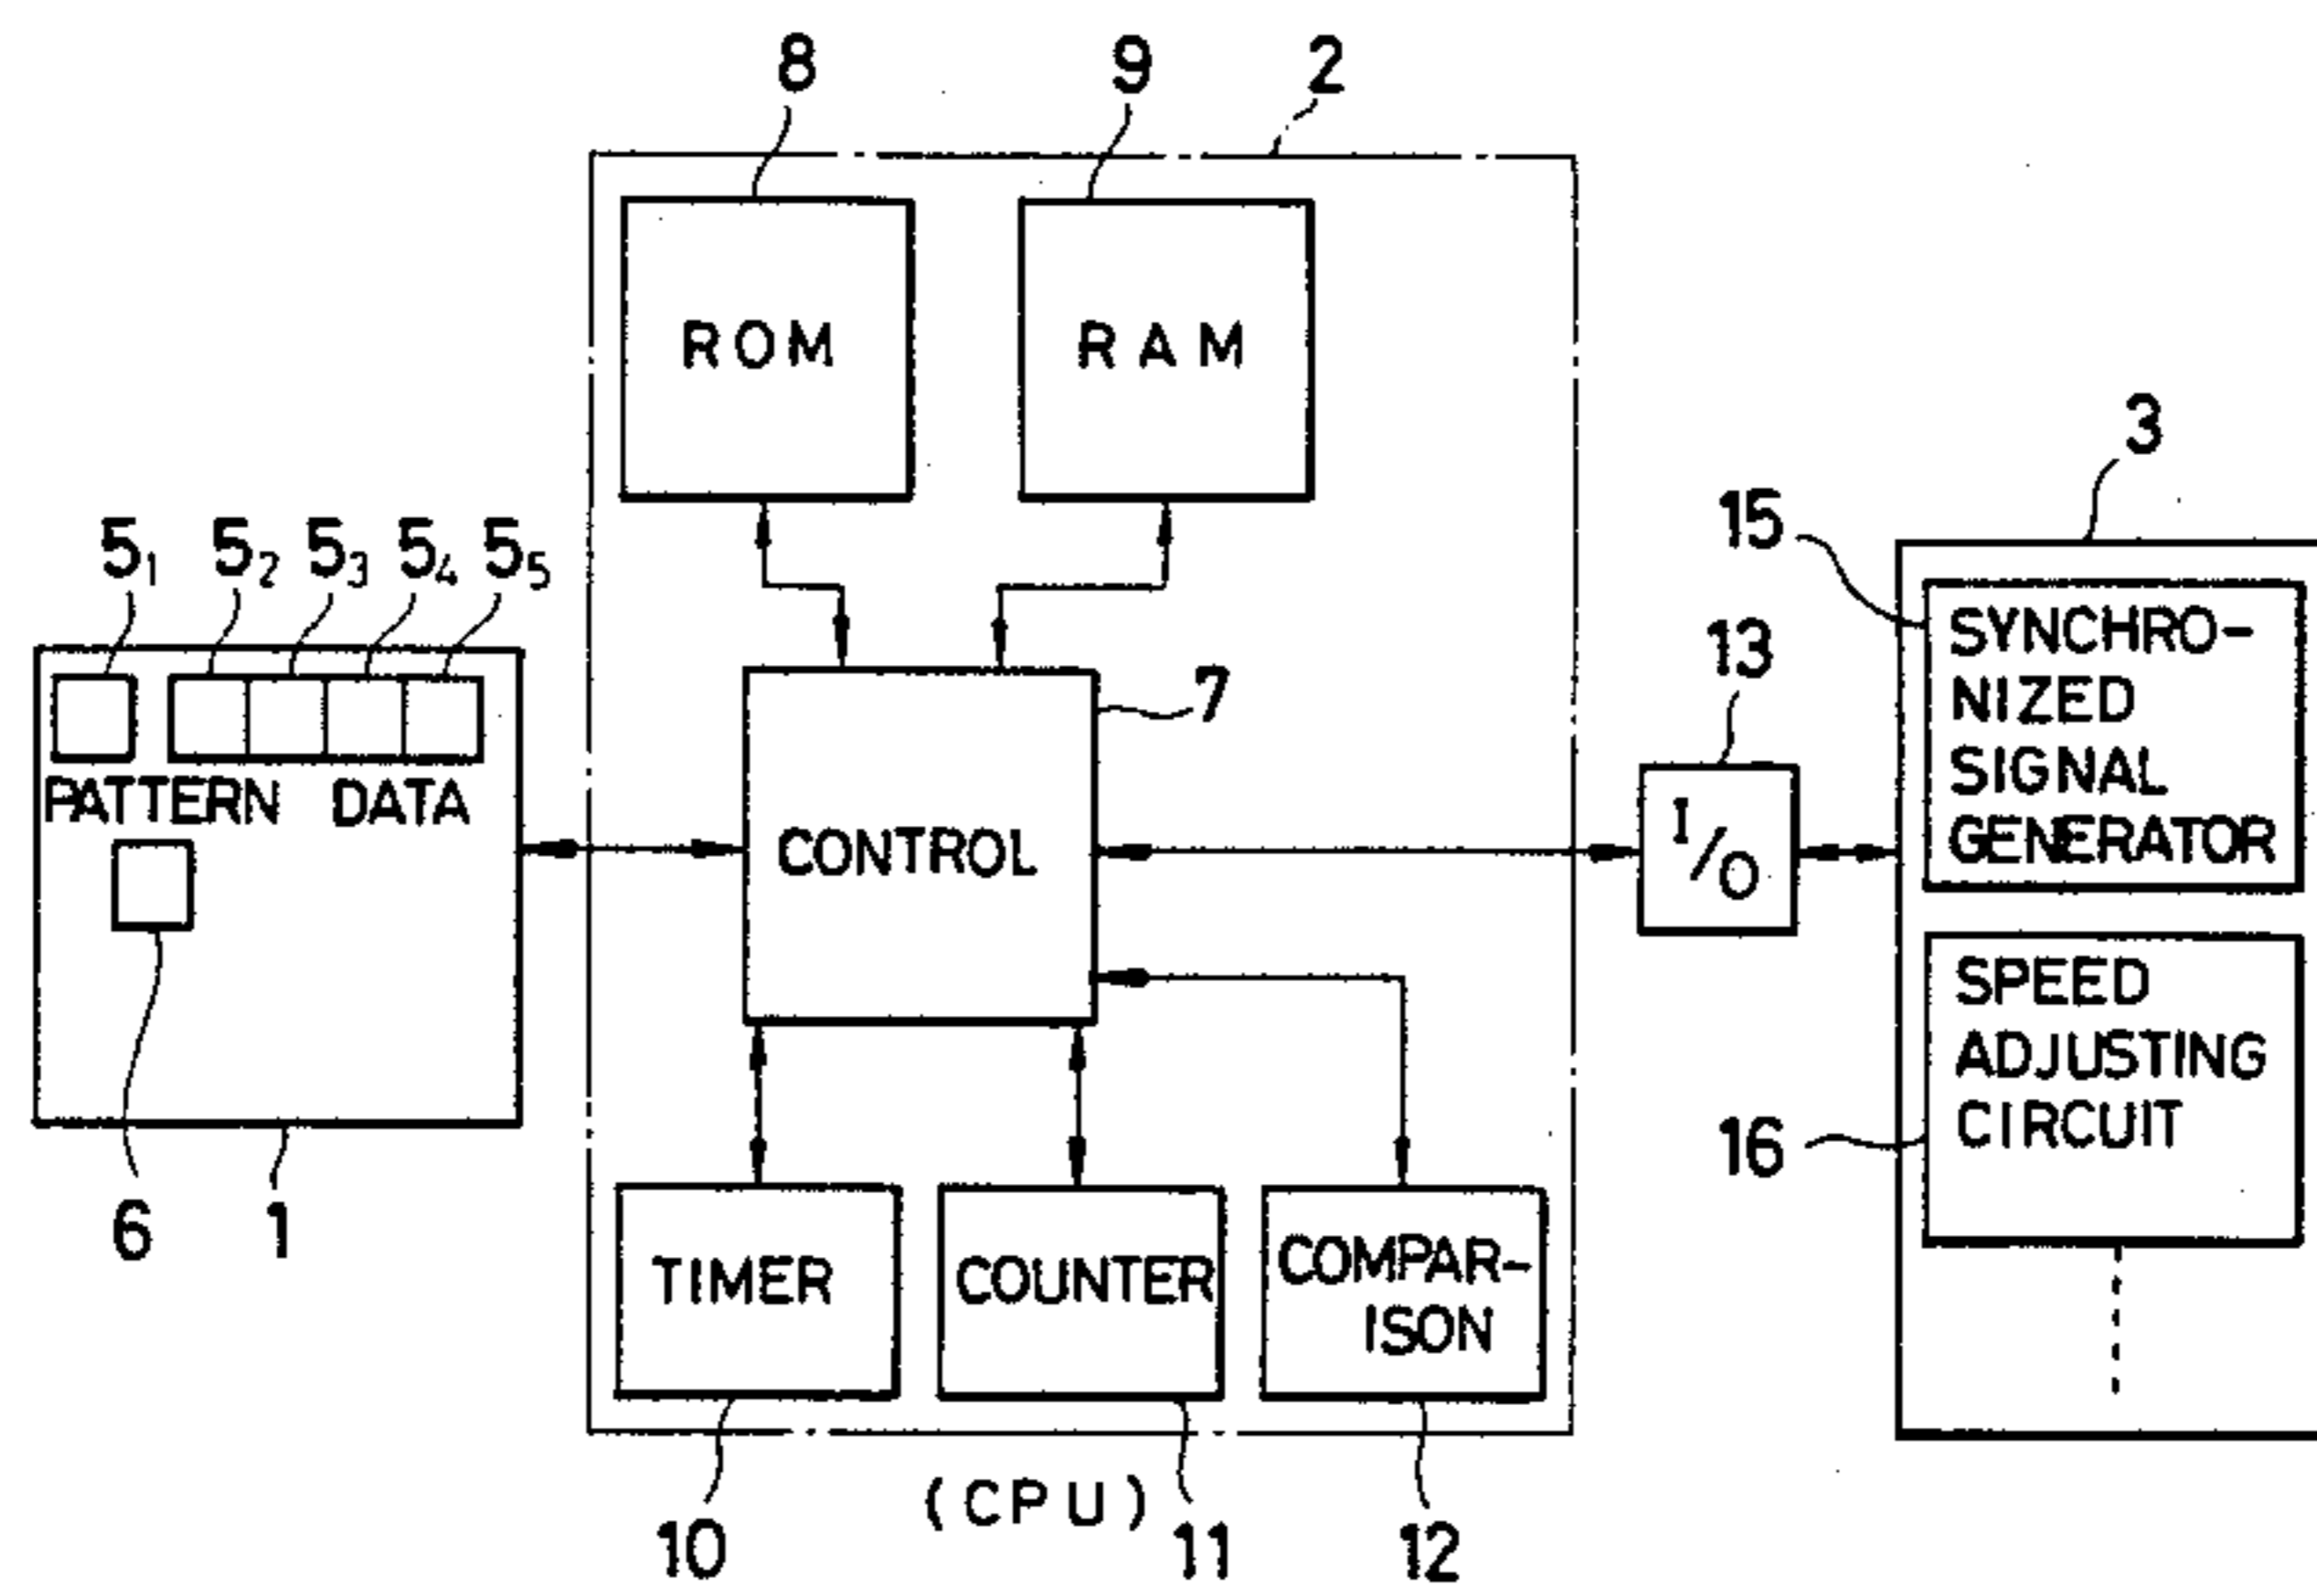 8 9 2
ROM RAM
3
15
5₁ 5₂ 5₃ 5₄ 5₅
13
SYNCHRO-
NIZED
SIGNAL
GENERATOR
7
PATTERN DATA
CONTROL
I/O
SPEED
ADJUSTING
CIRCUIT
16
6 1
TIMER
COUNTER
COMPAR-
ISON
(CPU)
10 11 12